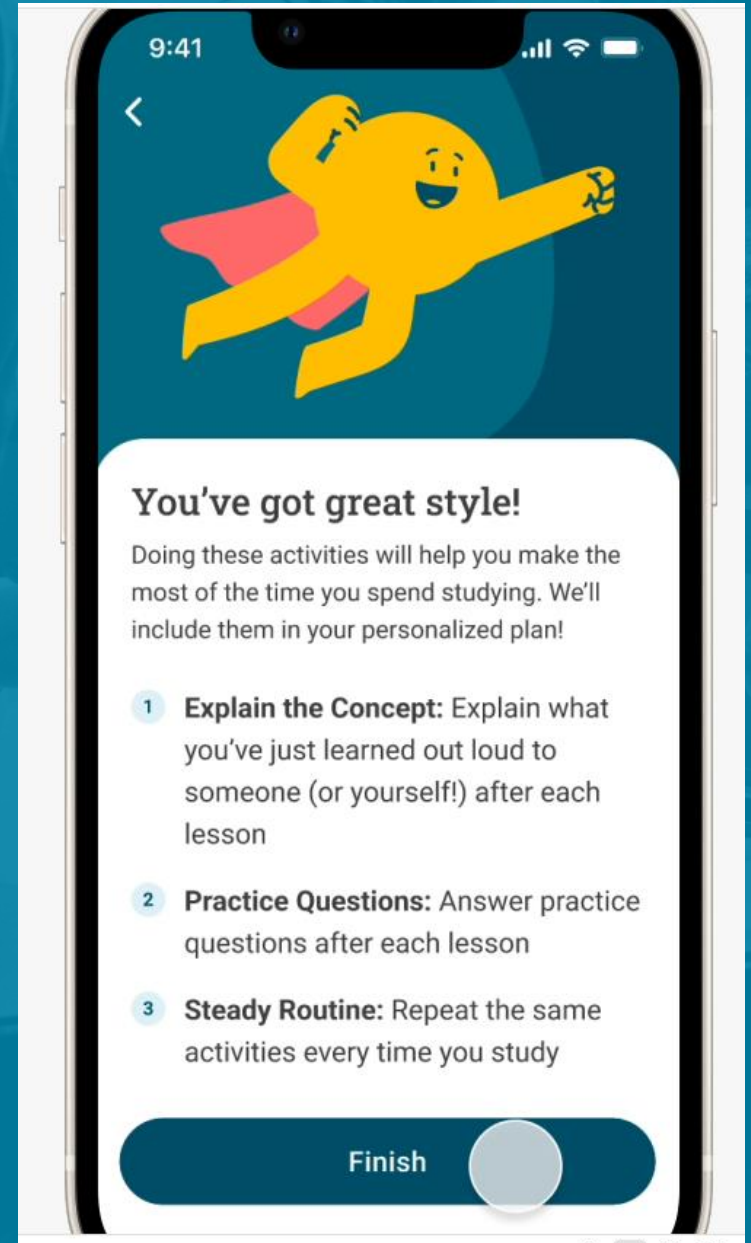 9:41
You’ve got great style!
Doing these activities will help you make the
most of the time you spend studying. We’ll
include them in your personalized plan!
1 Explain the Concept: Explain what
you’ve just learned out loud to
someone (or yourself!) after each
lesson
2 Practice Questions: Answer practice
questions after each lesson
3 Steady Routine: Repeat the same
activities every time you study
Finish